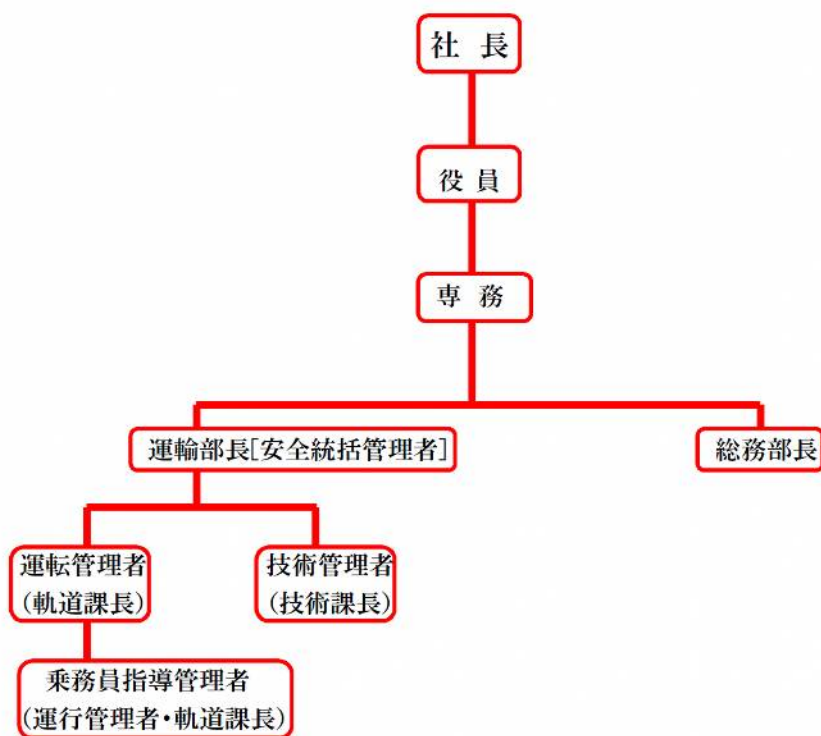 社 長
役 員
専 務
運輸部長[安全統括管理者]
総務部長
運転管理者
(軌道課長)
技術管理者
(技術課長)
乗務員指導管理者
(運行管理者・軌道課長)